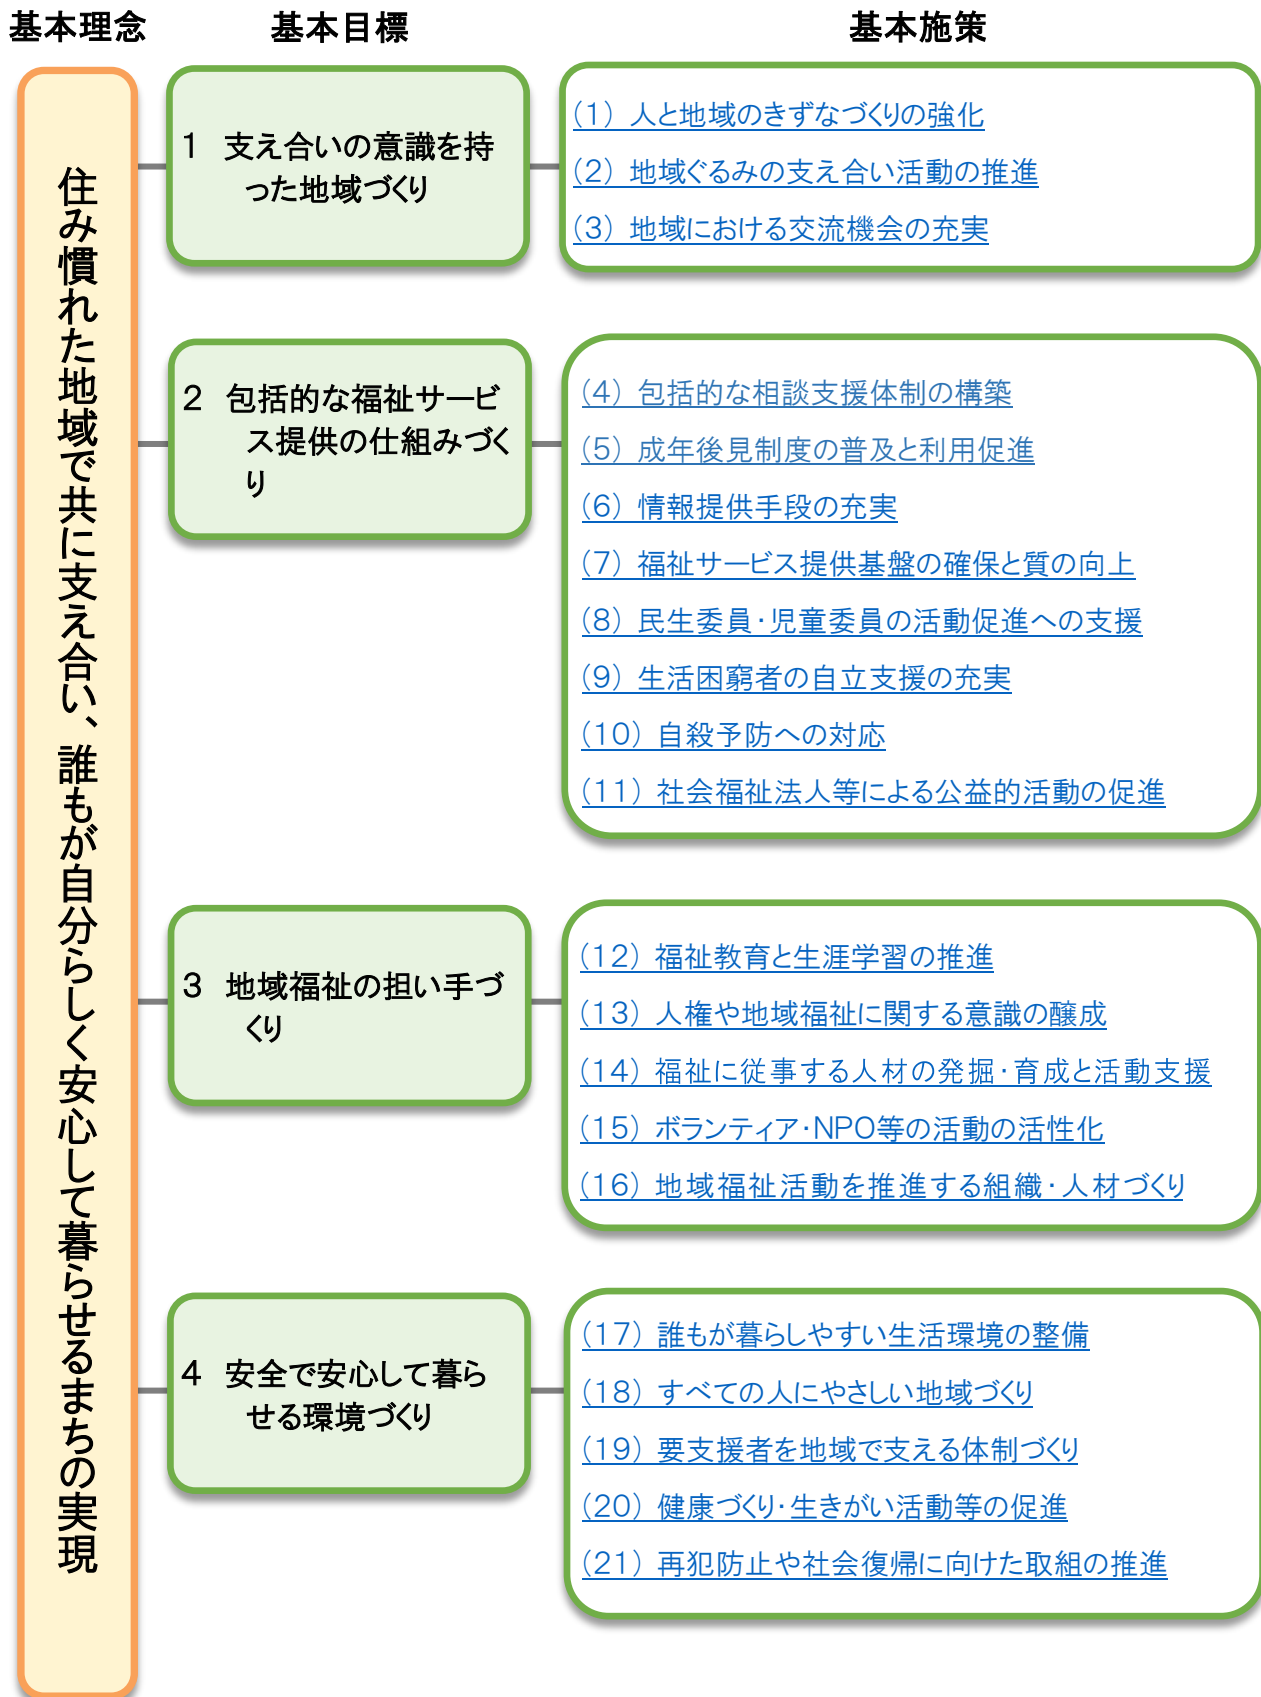 基本理念
基本目標
基本施策
住み慣れた地域で共に支え合い、誰もが自分らしく安心して暮らせるまちの実現
1 支え合いの意識を持
った地域づくり
(1) 人と地域のきずなづくりの強化
(2) 地域ぐるみの支え合い活動の推進
(3) 地域における交流機会の充実
2 包括的な福祉サービ
ス提供の仕組みづく
り
(4) 包括的な相談支援体制の構築
(5) 成年後見制度の普及と利用促進
(6) 情報提供手段の充実
(7) 福祉サービス提供基盤の確保と質の向上
(8) 民生委員・児童委員の活動促進への支援
(9) 生活困窮者の自立支援の充実
(10) 自殺予防への対応
(11) 社会福祉法人等による公益的活動の促進
3 地域福祉の担い手づ
くり
(12) 福祉教育と生涯学習の推進
(13) 人権や地域福祉に関する意識の醸成
(14) 福祉に従事する人材の発掘・育成と活動支援
(15) ボランティア・NPO等の活動の活性化
(16) 地域福祉活動を推進する組織・人材づくり
4 安全で安心して暮ら
せる環境づくり
(17) 誰もが暮らしやすい生活環境の整備
(18) すべての人にやさしい地域づくり
(19) 要支援者を地域で支える体制づくり
(20) 健康づくり・生きがい活動等の促進
(21) 再犯防止や社会復帰に向けた取組の推進